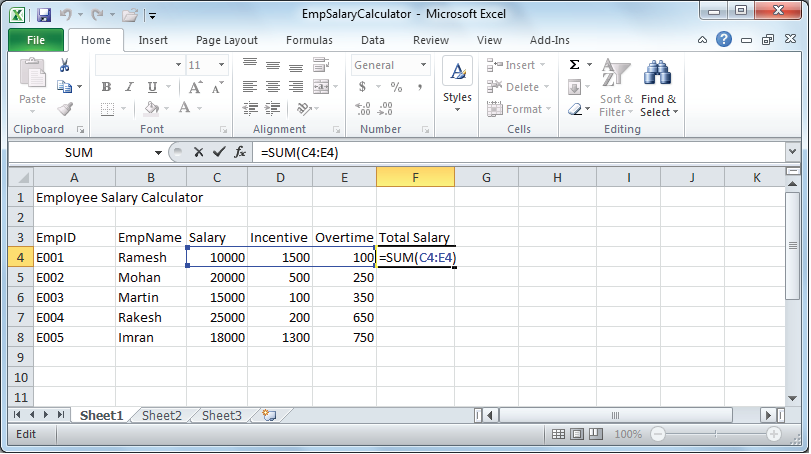 EmpSalaryCalculator - Microsoft Excel
File Home Insert Page Layout Formulas Data Review View Add-Ins
11 General Insert Σ
Paste B I U A A A $ % , Styles Delete Sort & Filter Find & Select
.00 .0 Format
Clipboard Font Alignment Number Cells Editing
SUM fx =SUM(C4:E4)
A B C D E F G H I J K
1 Employee Salary Calculator
2
3 EmpID EmpName Salary Incentive Overtime Total Salary
4 E001 Ramesh 10000 1500 100 =SUM(C4:E4)
5 E002 Mohan 20000 500 250
6 E003 Martin 15000 100 350
7 E004 Rakesh 25000 200 650
8 E005 Imran 18000 1300 750
9
10
11
Sheet1 Sheet2 Sheet3
Edit 100%